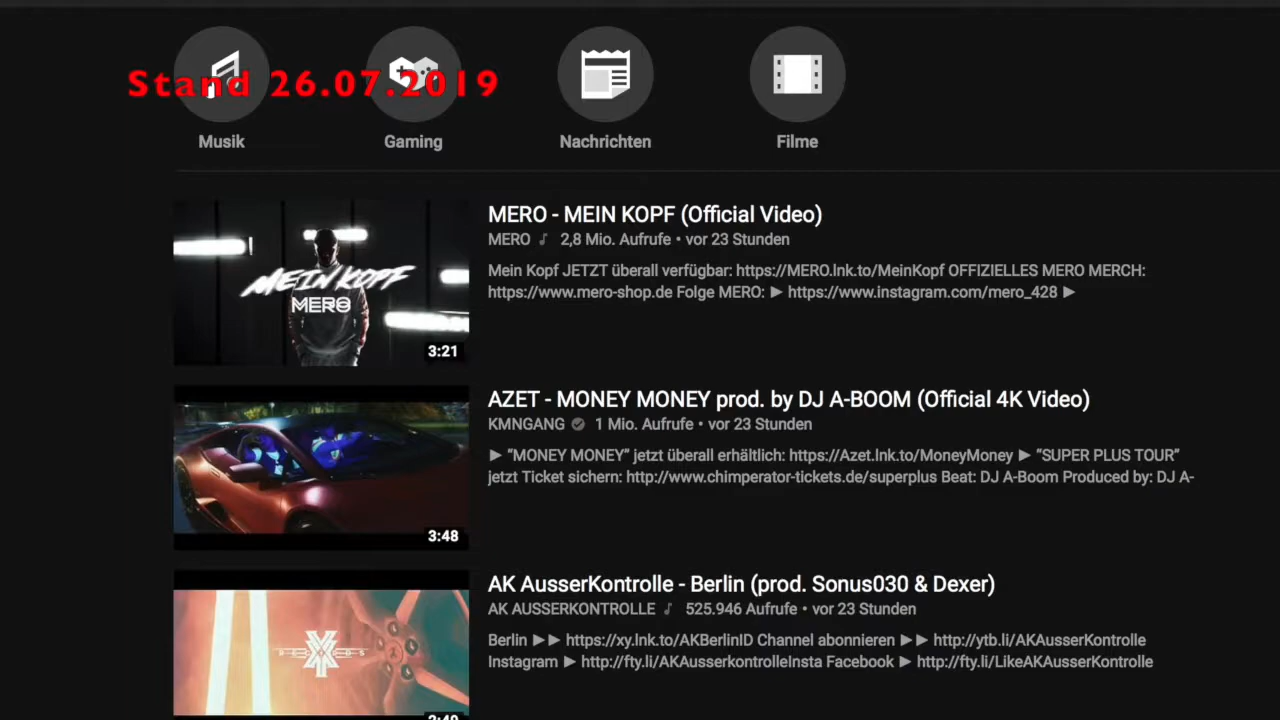 Stand 26.07.2019
Musik
Gaming
Nachrichten
Filme
MEIN KOPF
MERO
3:21
MERO - MEIN KOPF (Official Video)
MERO 2,8 Mio. Aufrufe • vor 23 Stunden
Mein Kopf JETZT überall verfügbar: https://MERO.lnk.to/MeinKopf OFFIZIELLES MERO MERCH:
https://www.mero-shop.de Folge MERO: ► https://www.instagram.com/mero_428 ►
3:48
AZET - MONEY MONEY prod. by DJ A-BOOM (Official 4K Video)
KMNGANG 1 Mio. Aufrufe • vor 23 Stunden
► “MONEY MONEY” jetzt überall erhältlich: https://Azet.lnk.to/MoneyMoney ► “SUPER PLUS TOUR”
jetzt Ticket sichern: http://www.chimperator-tickets.de/superplus Beat: DJ A-Boom Produced by: DJ A-
AK AusserKontrolle - Berlin (prod. Sonus030 & Dexer)
AK AUSSERKONTROLLE 525.946 Aufrufe • vor 23 Stunden
Berlin ►► https://xy.lnk.to/AKBerlinID Channel abonnieren ►► http://ytb.li/AKAusserKontrolle
Instagram ► http://fty.li/AKAusserkontrolleInsta Facebook ► http://fty.li/LikeAKAusserKontrolle